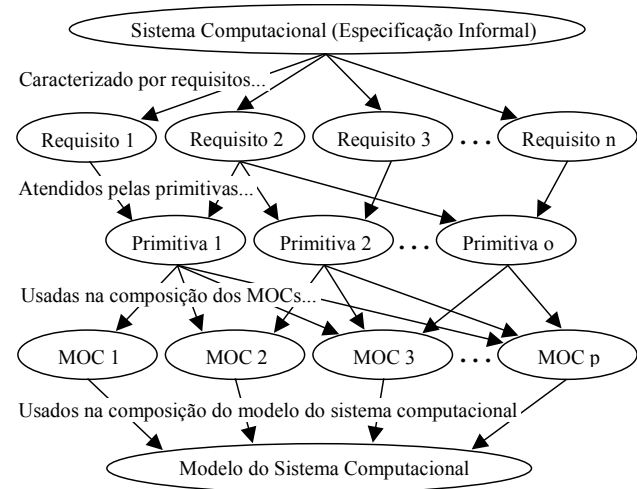 Sistema Computacional (Especificação Informal)
Caracterizado por requisitos...
Requisito 1 Requisito 2 Requisito 3 ... Requisito n
Atendidos pelas primitivas...
Primitiva 1 Primitiva 2 ... Primitiva o
Usadas na composição dos MOCs...
MOC 1 MOC 2 MOC 3 ... MOC p
Usados na composição do modelo do sistema computacional
Modelo do Sistema Computacional